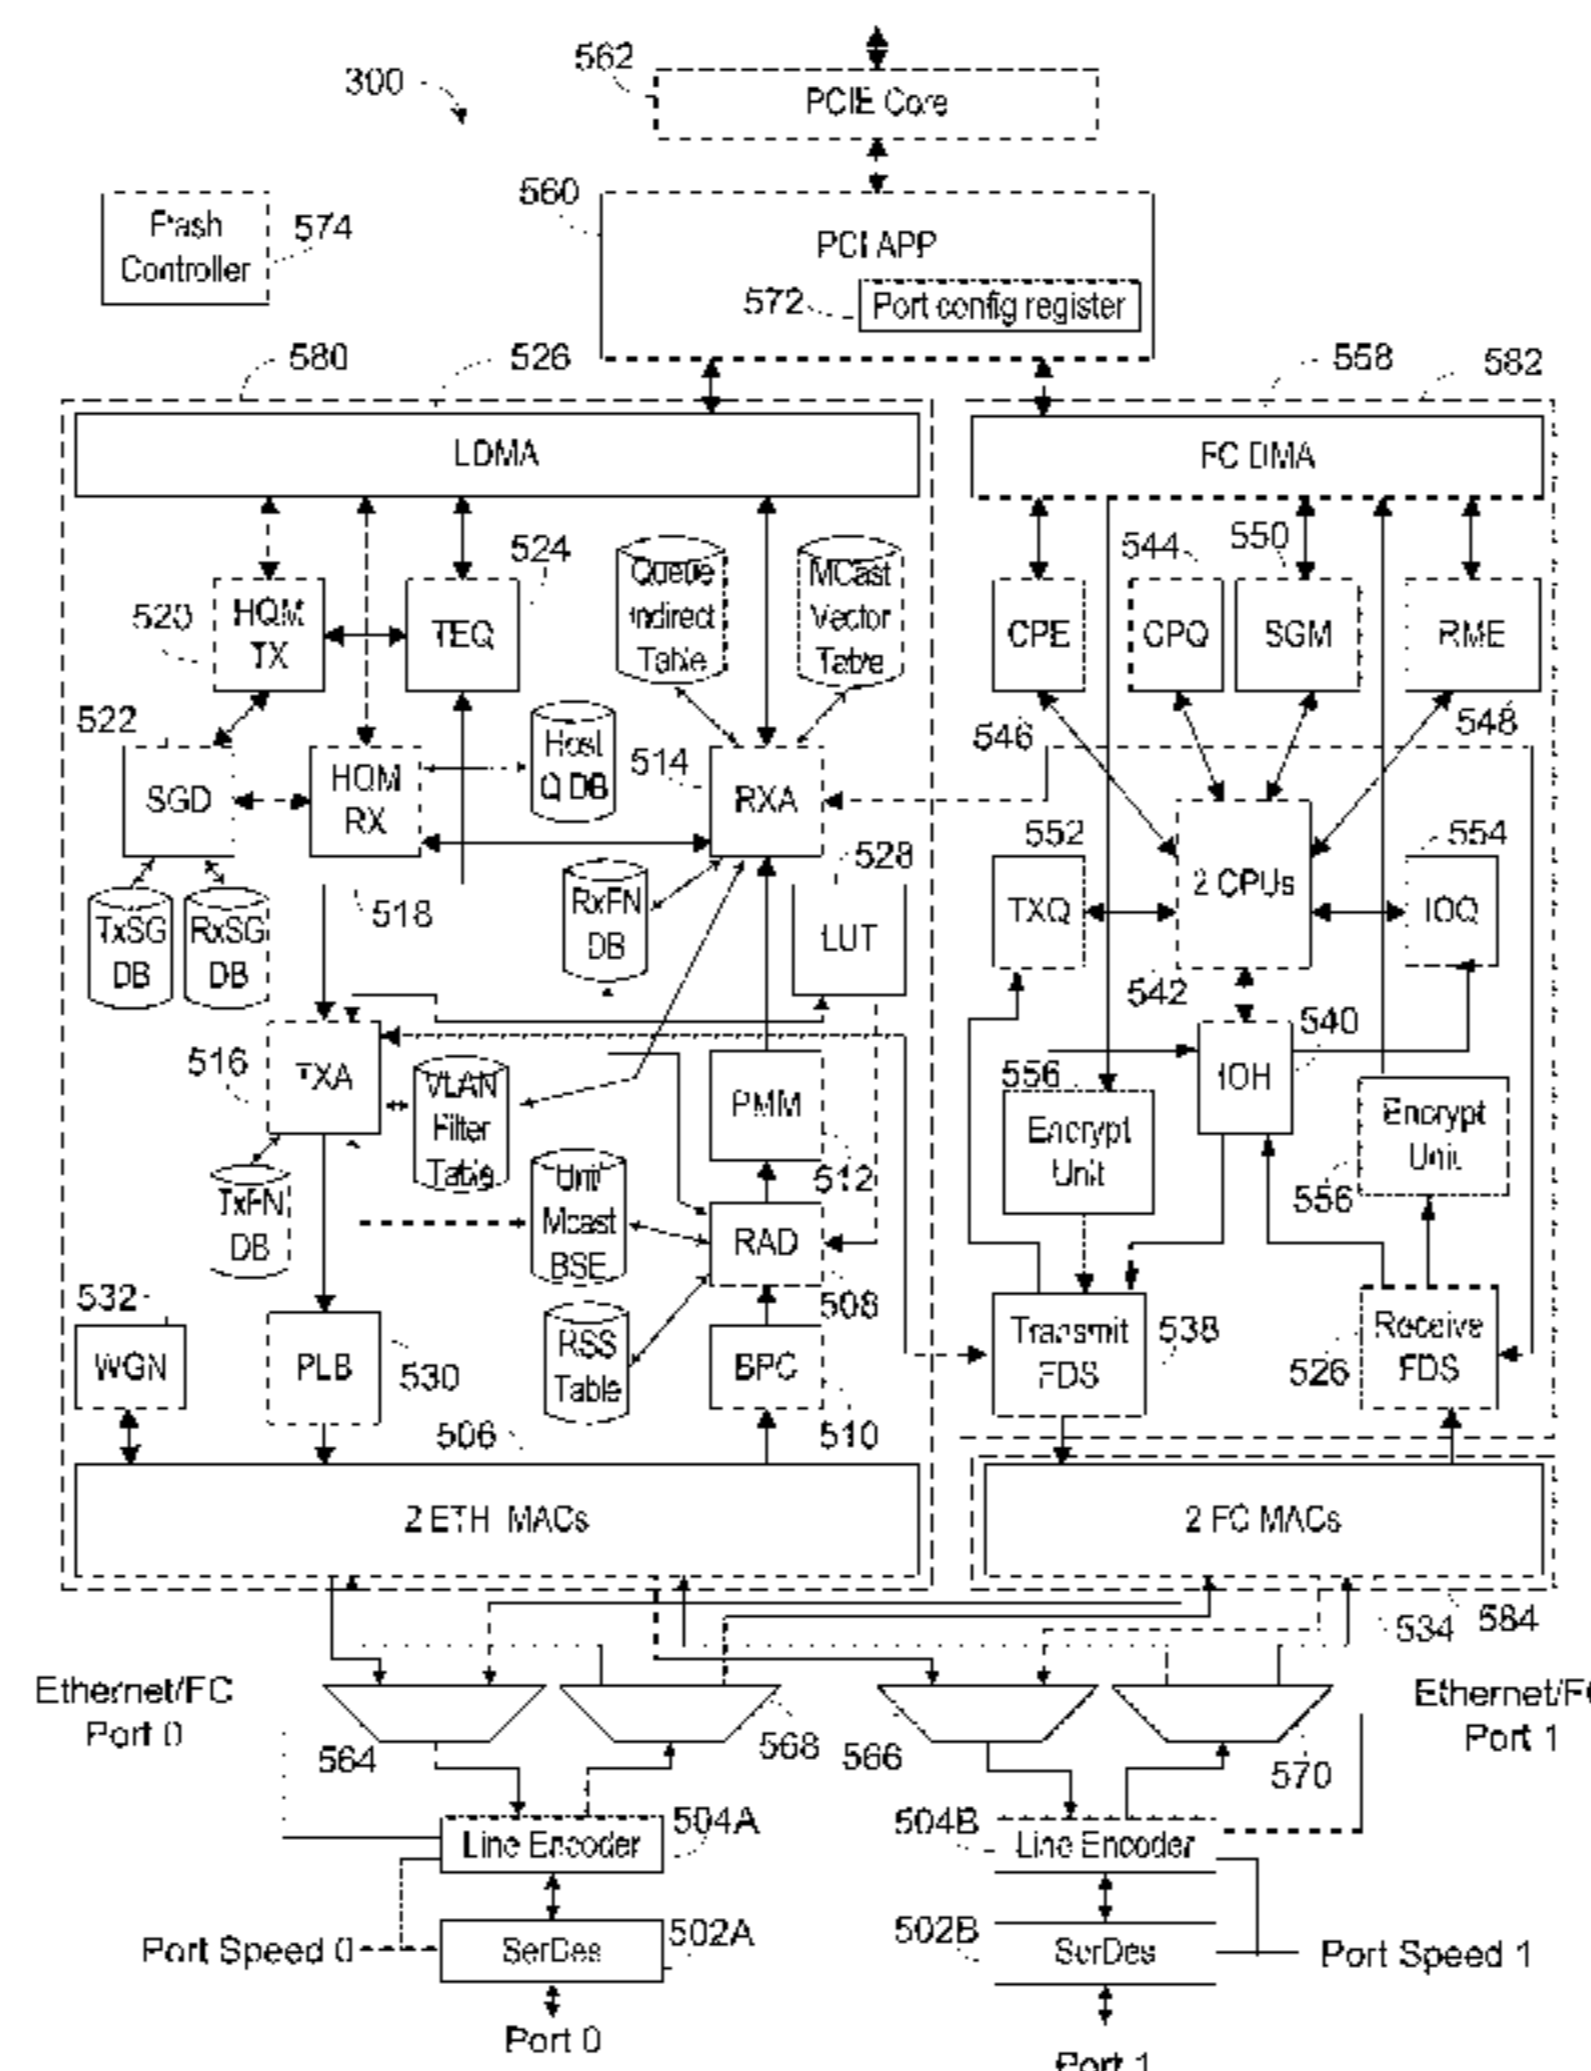 562
300
PCIE Core
560
Flash
Controller
574
PCI APP
572
Port config register
580
526
558
582
LDMA
FC DMA
524
544
550
520
HQM
TX
TEQ
Queue
Indirect
Table
MCast
Vector
Table
CPE
CPQ
SGM
RME
522
546
548
SGD
HQM
RX
Host
Q DB
514
RXA
552
554
528
TxSG
DB
RxSG
DB
518
RxFN
DB
LUT
TXQ
2 CPUs
IOQ
542
540
516
TXA
VLAN
Filter
Table
PMM
556
IOH
Encrypt
Unit
Encrypt
Unit
512
556
TxFN
DB
Mcast
BSE
RAD
532
508
WGN
PLB
530
RSS
Table
BPC
Transmit
FDS
538
526
Receive
FDS
506
510
2 ETH MACs
2 FC MACs
534
584
Ethernet/FC
Port 0
Ethernet/FC
Port 1
564
568
566
570
504A
504B
Line Encoder
Line Encoder
502A
502B
Port Speed 0
SerDes
SerDes
Port Speed 1
Port 0
Port 1